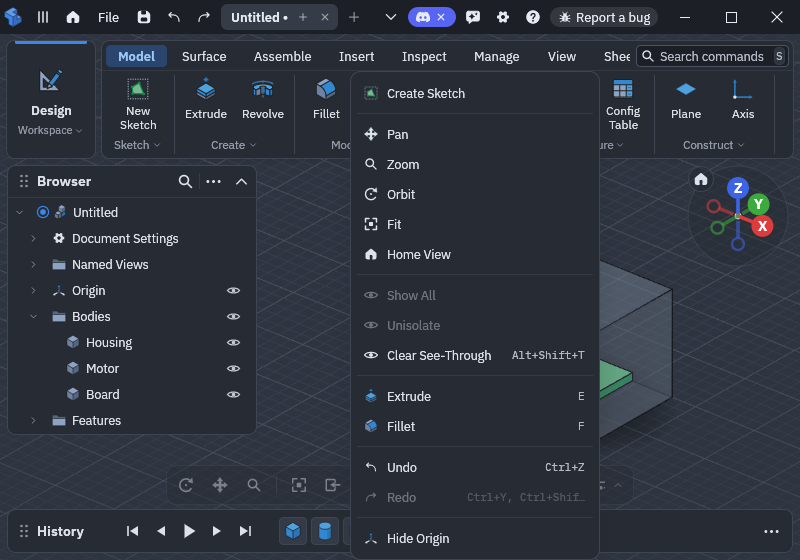 File
Untitled •
Report a bug
Model Surface Assemble Insert Inspect Manage View
Search commands S
Design
Workspace
New Sketch
Extrude
Revolve
Fillet
Config Table
Plane
Axis
Sketch
Create
Construct
Browser
Untitled
Document Settings
Named Views
Origin
Bodies
Housing
Motor
Board
Features
Create Sketch
Pan
Zoom
Orbit
Fit
Home View
Show All
Unisolate
Clear See-Through Alt+Shift+T
Extrude E
Fillet F
Undo Ctrl+Z
Redo Ctrl+Y, Ctrl+Shif…
Hide Origin
Z
Y
X
History